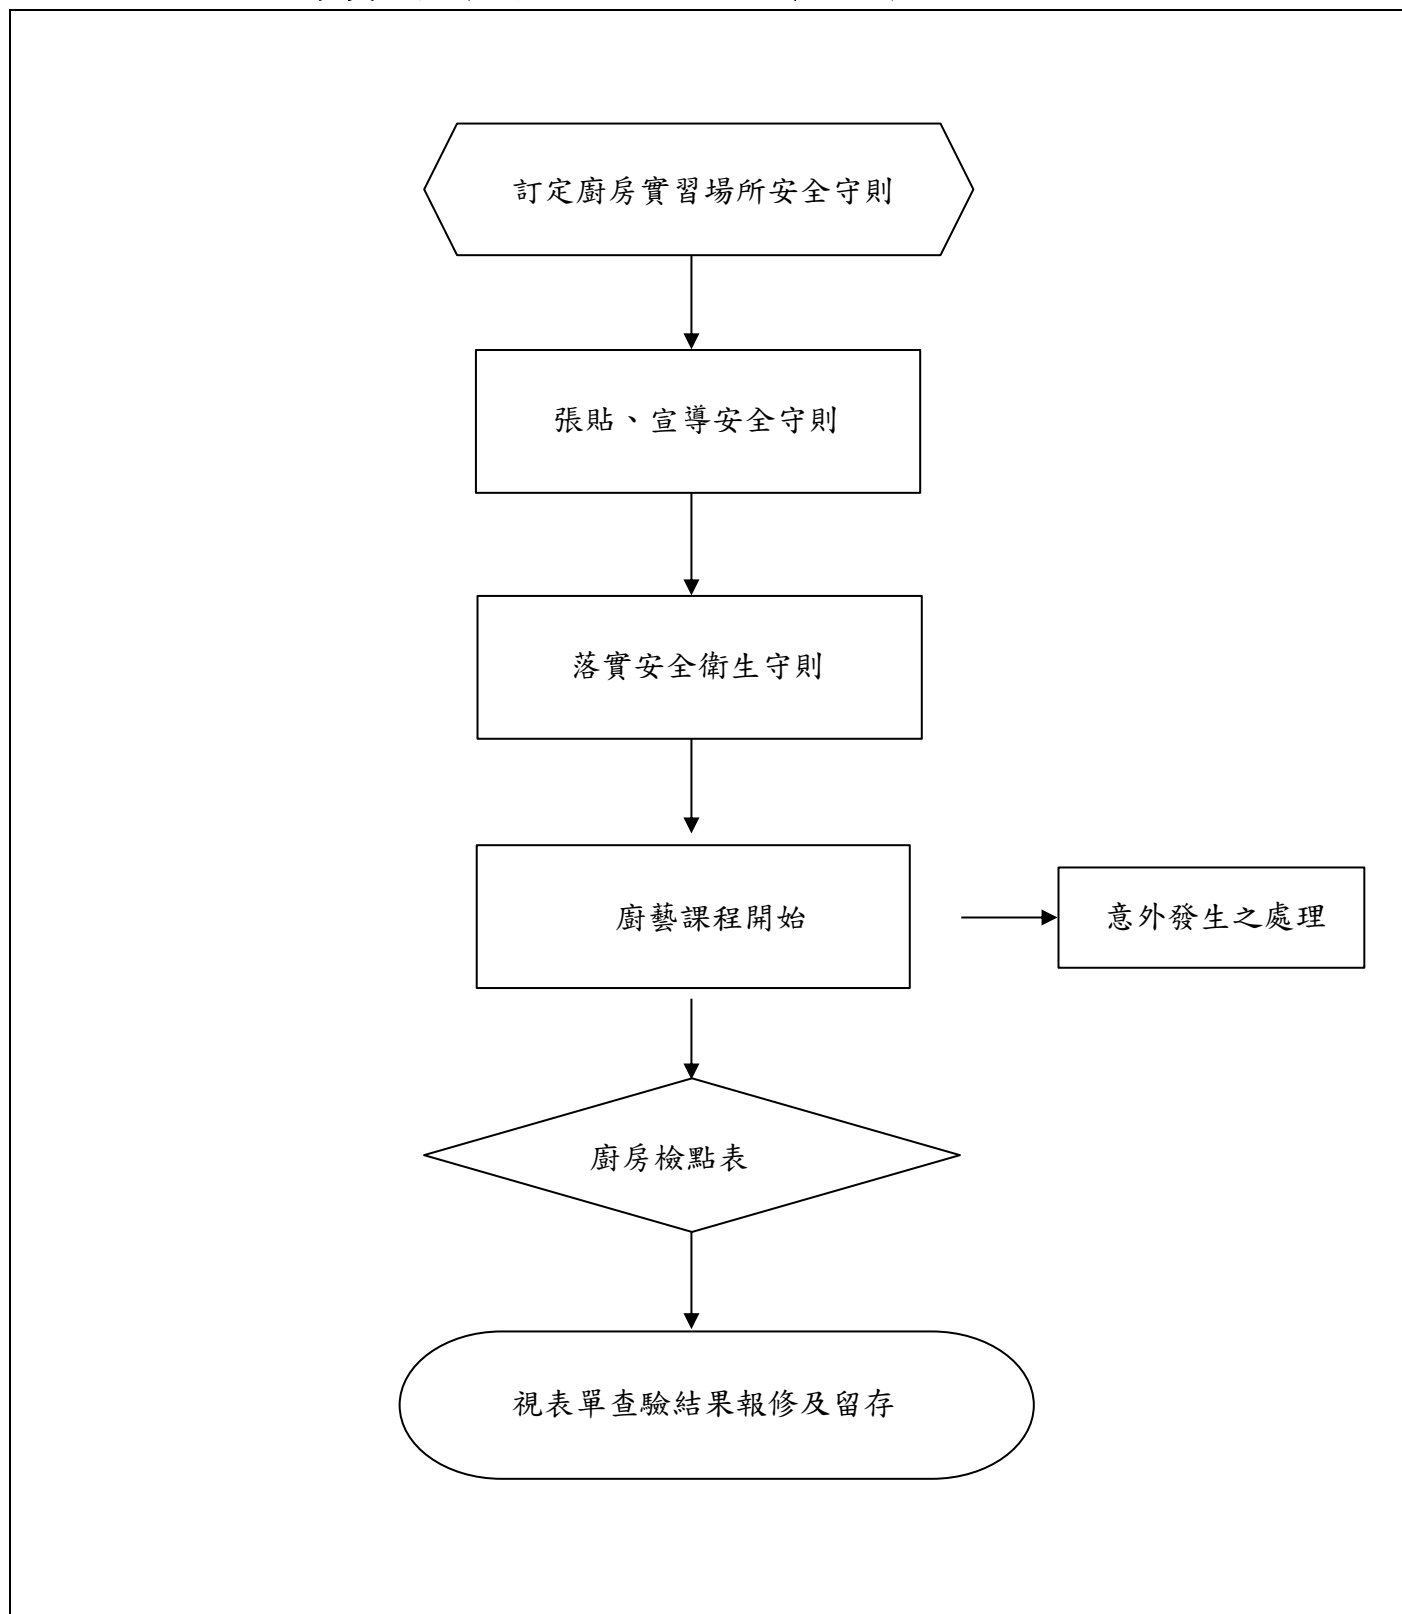 訂定廚房實習場所安全守則
張貼、宣導安全守則
落實安全衛生守則
廚藝課程開始
意外發生之處理
廚房檢點表
視表單查驗結果報修及留存